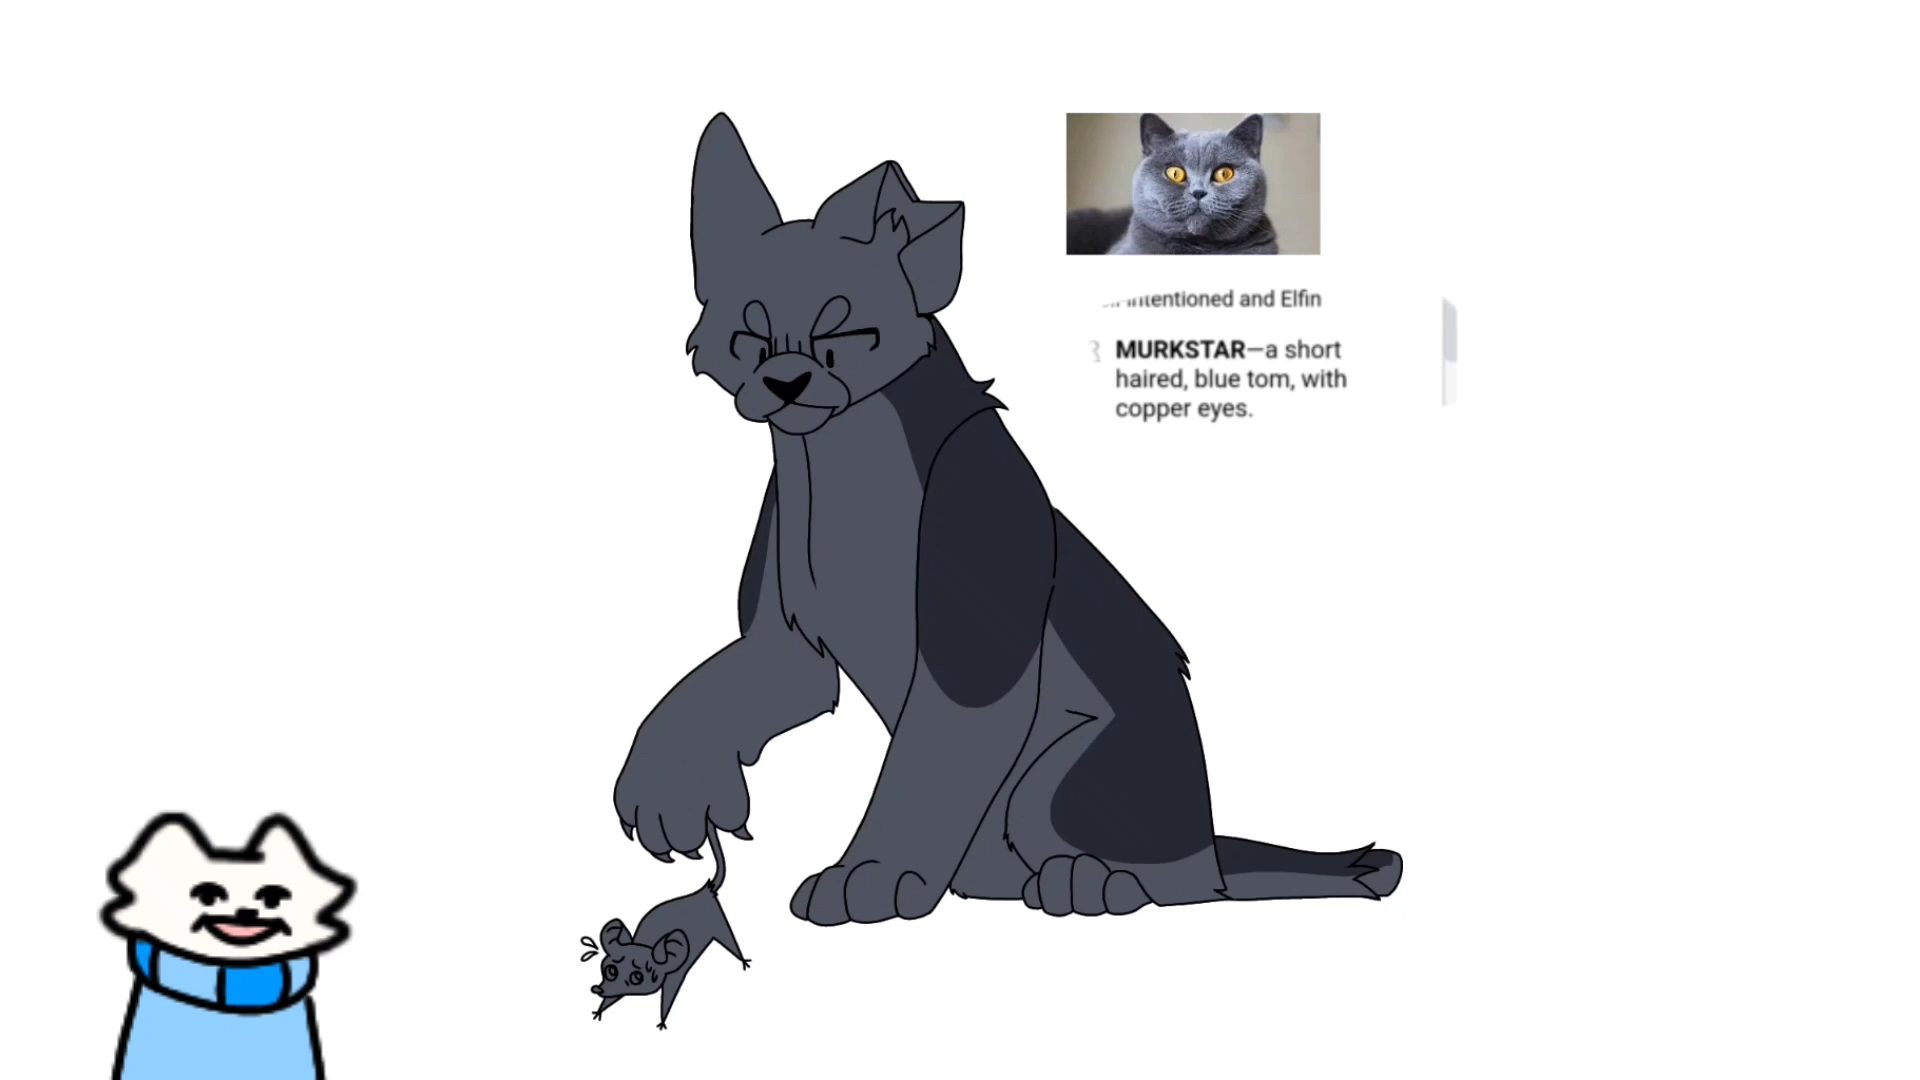 intentioned and Elfin
MURKSTAR—a short
haired, blue tom, with
copper eyes.